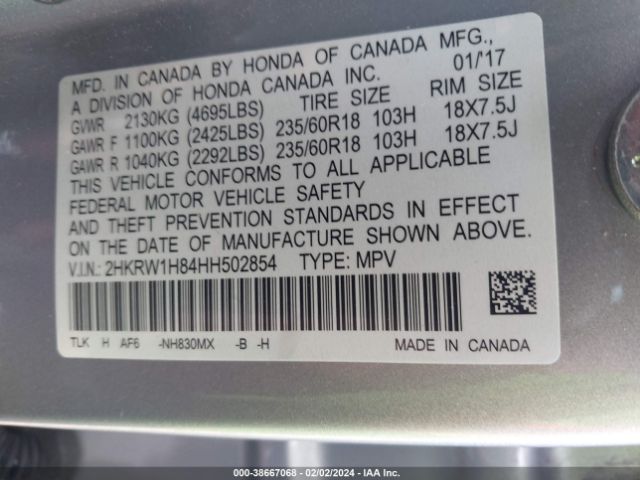 MFD. IN CANADA BY HONDA OF CANADA MFG.,
A DIVISION OF HONDA CANADA INC. 01/'17
GVWR 2130KG (4695LBS) TIRE SIZE RIM SIZE
GAWR F 1100KG (2425LBS) 235/60R18 103H 18X7.5J
GAWR R 1040KG (2292LBS) 235/60R18 103H 18X7.5J
THIS VEHICLE CONFORMS TO ALL APPLICABLE
FEDERAL MOTOR VEHICLE SAFETY
AND THEFT PREVENTION STANDARDS IN EFFECT
ON THE DATE OF MANUFACTURE SHOWN ABOVE.
V.I.N.: 2HKRW1H84HH502854 TYPE: MPV
TLK H AF6 -NH830MX -B -H MADE IN CANADA
000-38667068 - 02/02/2024 - IAA Inc.